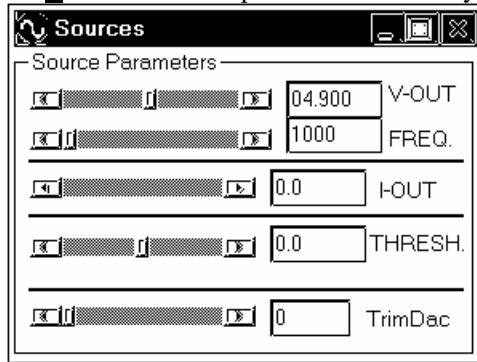 Sources
Source Parameters
04.900 V-OUT
1000 FREQ.
0.0 I-OUT
0.0 THRESH.
0 TrimDac